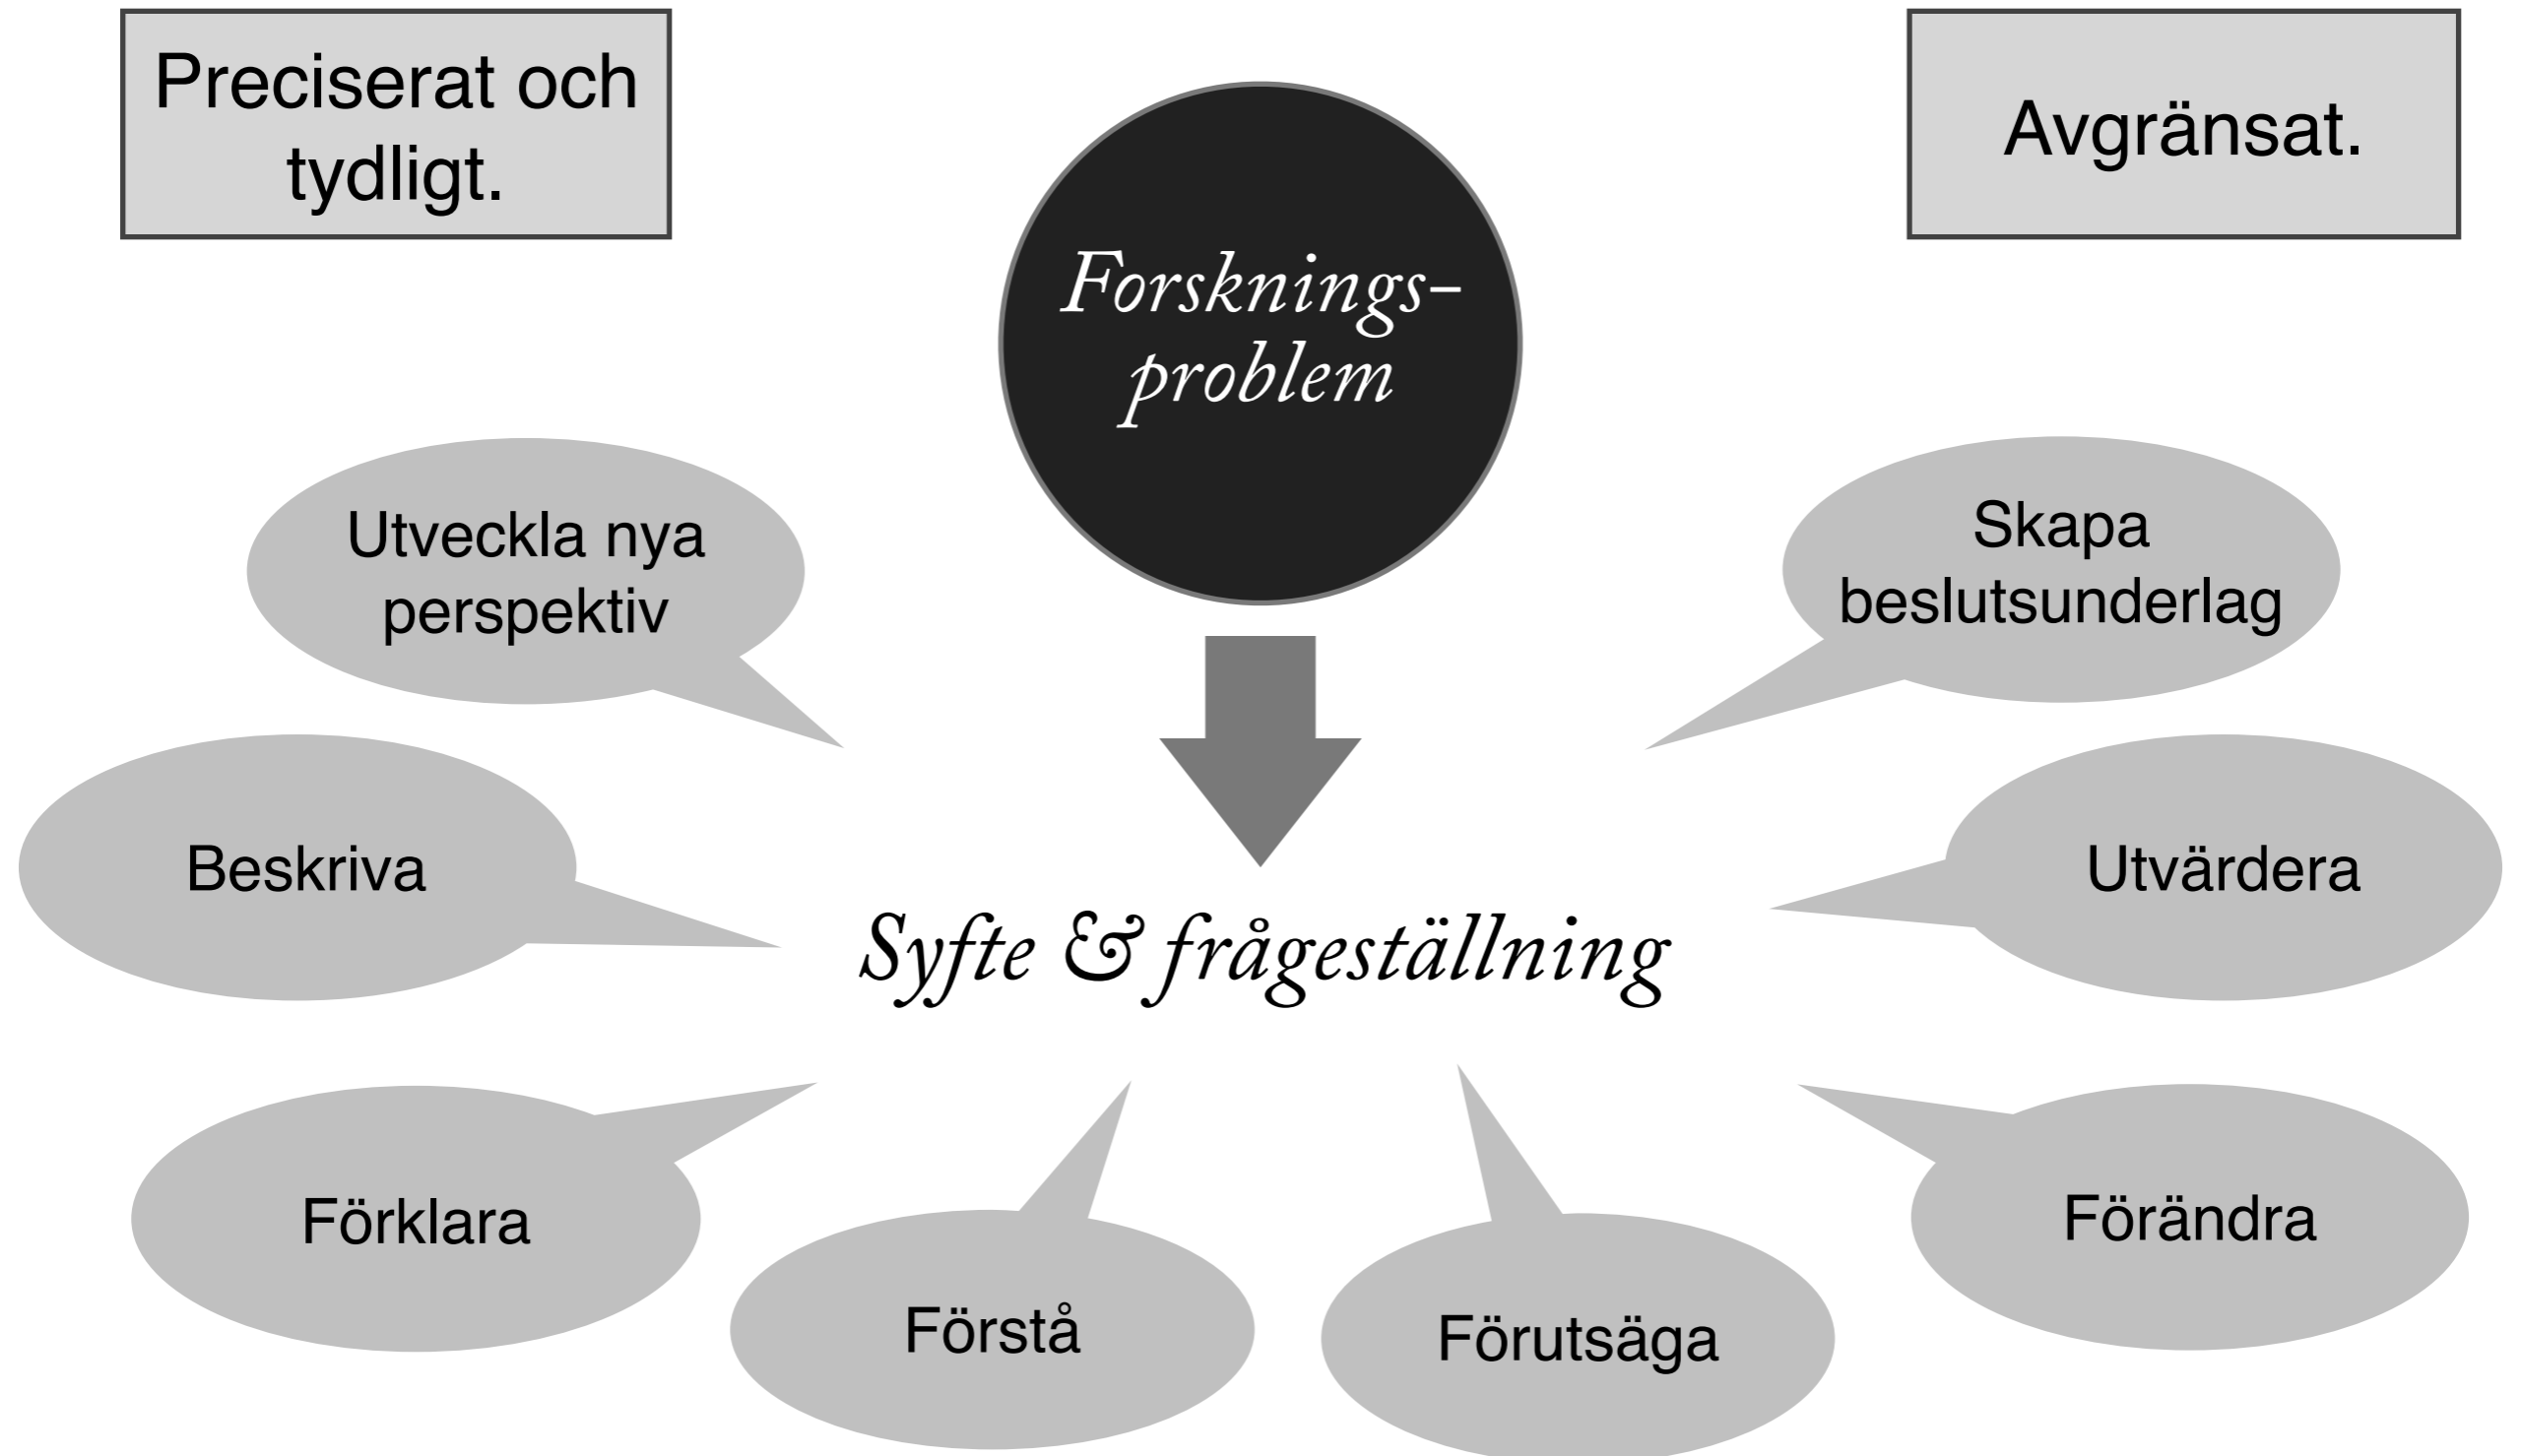 Preciserat och
tydligt.
Avgränsat.
Forsknings-
problem
Utveckla nya
perspektiv
Skapa
beslutsunderlag
Beskriva
Utvärdera
Syfte & frågeställning
Förklara
Förändra
Förstå
Förutsäga